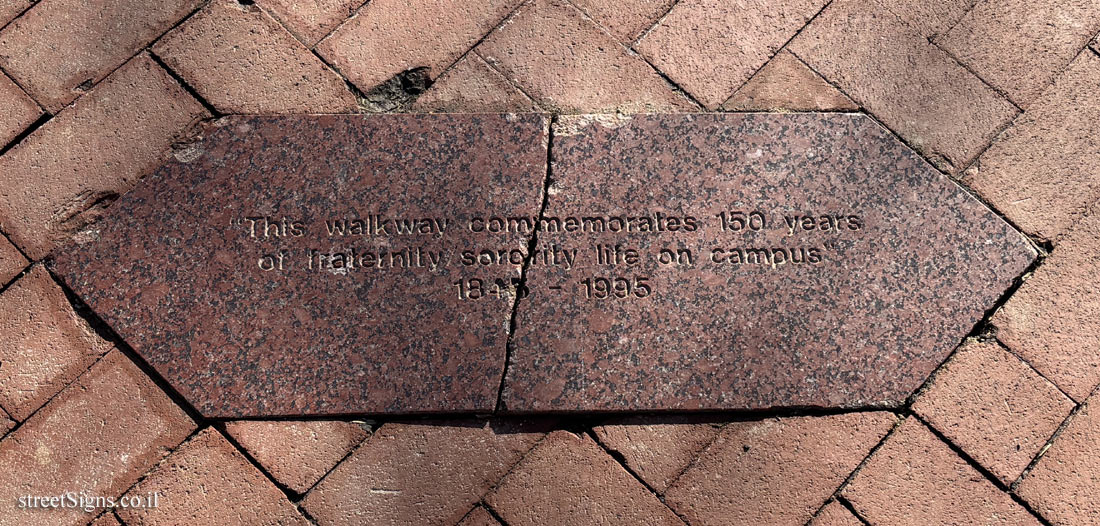 "This walkway commemorates 150 years
of fraternity/sorority life on campus"
1845 - 1995
streetSigns.co.il